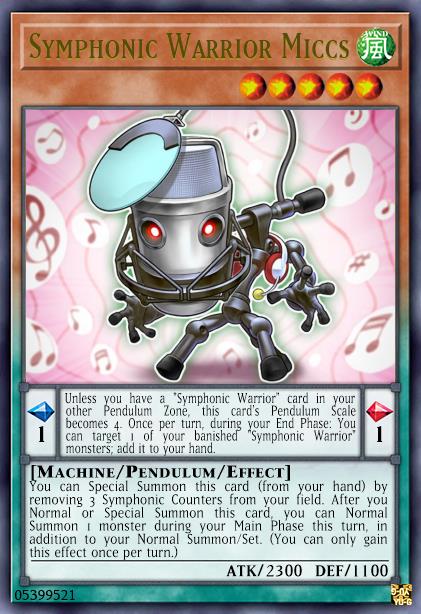 Symphonic Warrior Miccs
WIND
風
Unless you have a "Symphonic Warrior" card in your
other Pendulum Zone, this card's Pendulum Scale
becomes 4. Once per turn, during your End Phase: You
can target 1 of your banished "Symphonic Warrior"
monsters; add it to your hand.
1
1
[Machine/Pendulum/Effect]
You can Special Summon this card (from your hand) by
removing 3 Symphonic Counters from your field. After you
Normal or Special Summon this card, you can Normal
Summon 1 monster during your Main Phase this turn, in
addition to your Normal Summon/Set. (You can only gain
this effect once per turn.)
ATK/2300 DEF/1100
05399521